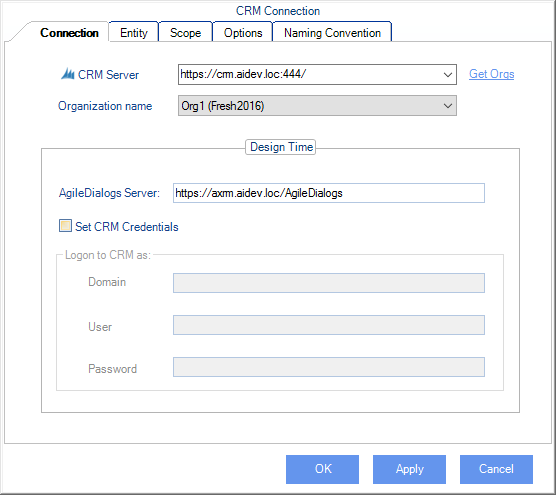 CRM Connection
Connection Entity Scope Options Naming Convention
CRM Server https://crm.aidev.loc:444/ Get Orgs
Organization name Org1 (Fresh2016)
Design Time
AgileDialogs Server: https://axrm.aidev.loc/AgileDialogs
Set CRM Credentials
Logon to CRM as:
Domain
User
Password
OK Apply Cancel